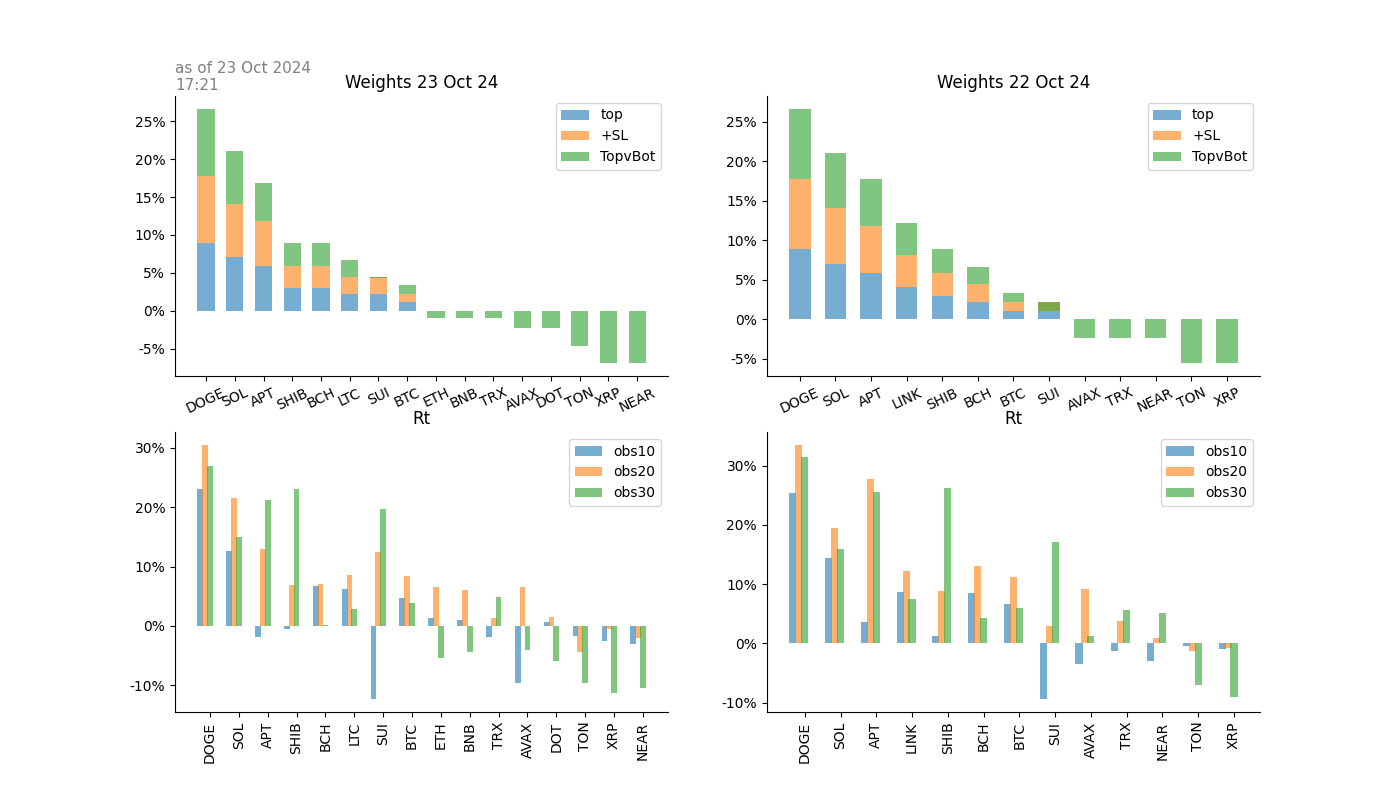 as of 23 Oct 2024
17:21
Weights 23 Oct 24
25%
20%
15%
10%
5%
0%
-5%
top
+SL
TopvBot
DOGE SOL APT SHIB BCH LTC SUI BTC ETH BNB TRX AVAX DOT TON XRP NEAR
Weights 22 Oct 24
25%
20%
15%
10%
5%
0%
-5%
top
+SL
TopvBot
DOGE SOL APT LINK SHIB BCH BTC SUI AVAX TRX NEAR TON XRP
Rt
30%
20%
10%
0%
-10%
obs10
obs20
obs30
DOGE SOL APT SHIB BCH LTC SUI BTC ETH BNB TRX AVAX DOT TON XRP NEAR
Rt
30%
20%
10%
0%
-10%
obs10
obs20
obs30
DOGE SOL APT LINK SHIB BCH BTC SUI AVAX TRX NEAR TON XRP